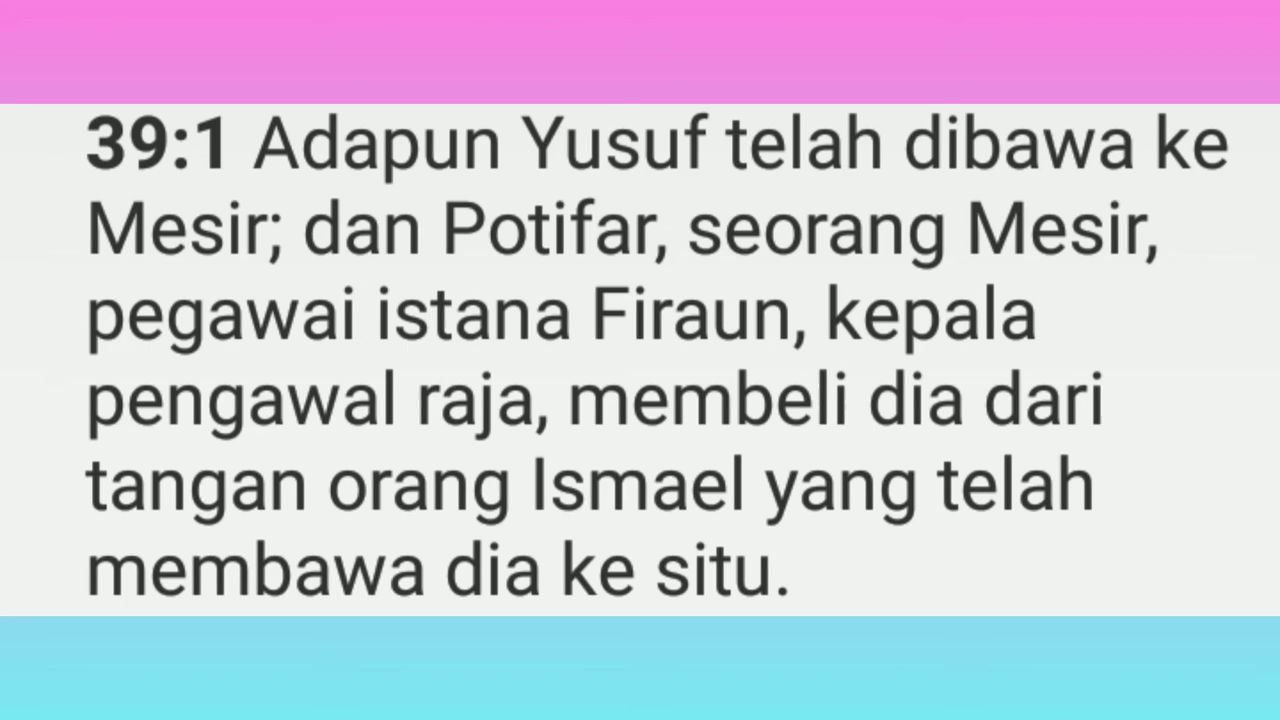 39:1 Adapun Yusuf telah dibawa ke
Mesir; dan Potifar, seorang Mesir,
pegawai istana Firaun, kepala
pengawal raja, membeli dia dari
tangan orang Ismael yang telah
membawa dia ke situ.